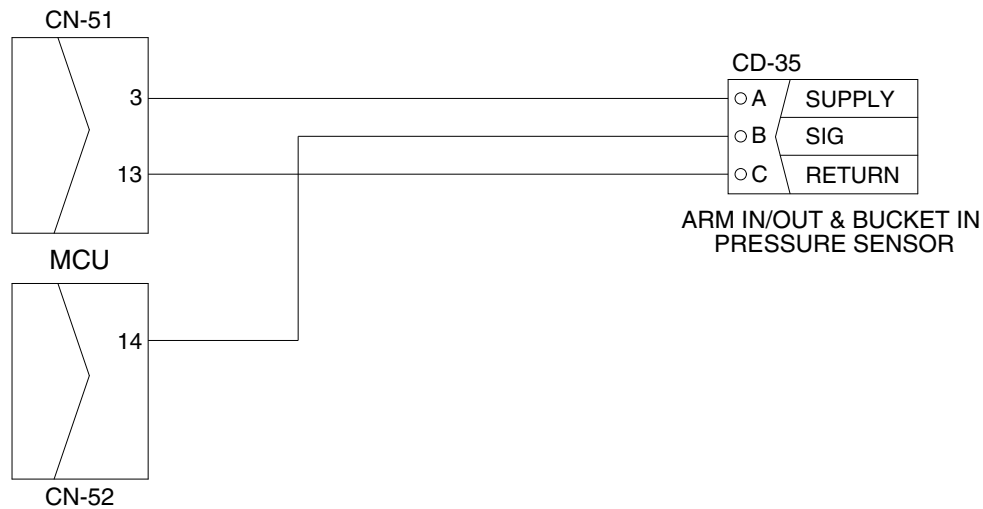 CN-51
3
13
MCU
14
CN-52
CD-35
A SUPPLY
B SIG
C RETURN
ARM IN/OUT & BUCKET IN
PRESSURE SENSOR